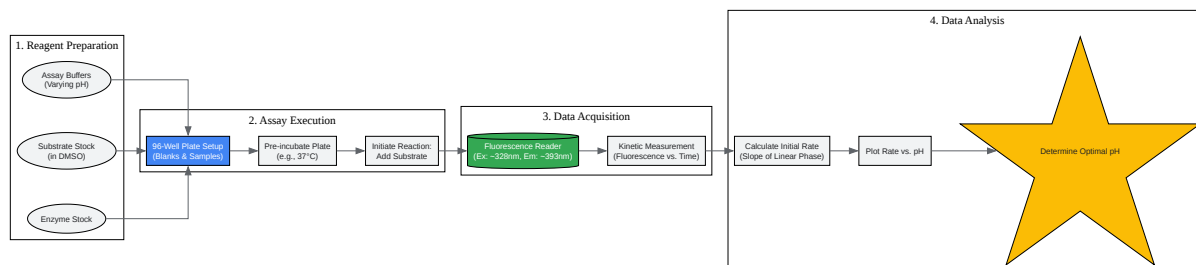 1. Reagent Preparation
Assay Buffers
(Varying pH)
Substrate Stock
(in DMSO)
Enzyme Stock
2. Assay Execution
96-Well Plate Setup
(Blanks & Samples)
Pre-incubate Plate
(e.g., 37°C)
Initiate Reaction:
Add Substrate
3. Data Acquisition
Fluorescence Reader
(Ex: ~328nm, Em: ~393nm)
Kinetic Measurement
(Fluorescence vs. Time)
4. Data Analysis
Calculate Initial Rate
(Slope of Linear Phase)
Plot Rate vs. pH
Determine Optimal pH